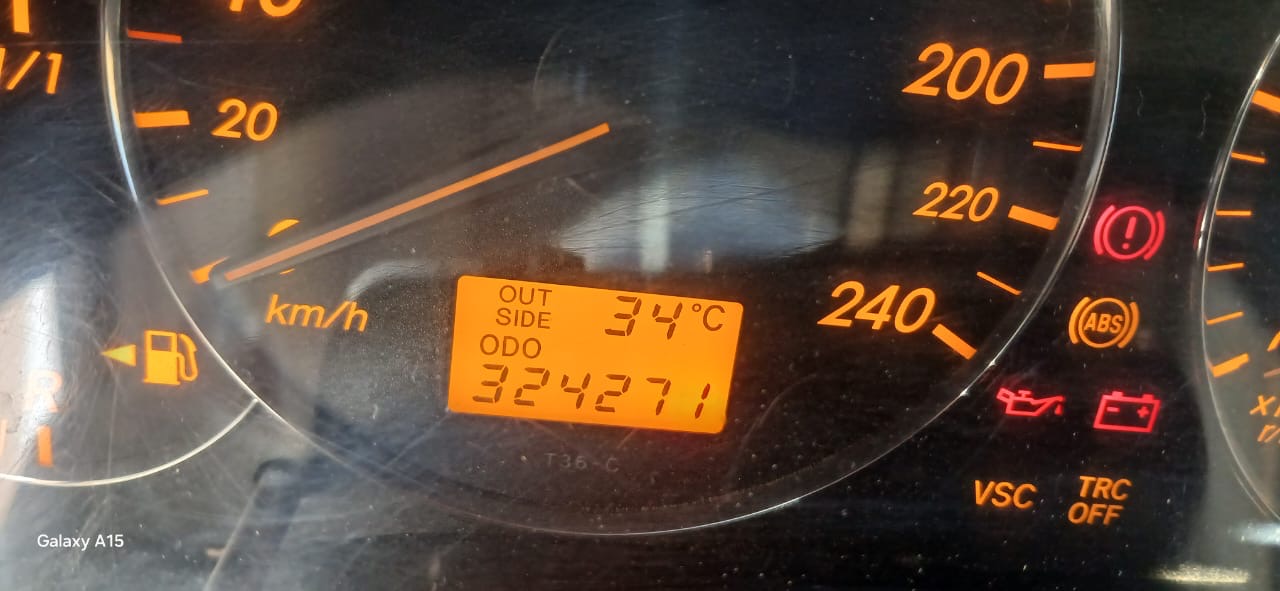 20
km/h
200
220
240
OUT
SIDE
34°C
ODO
324271
T36-C
ABS
VSC
TRC
OFF
Galaxy A15